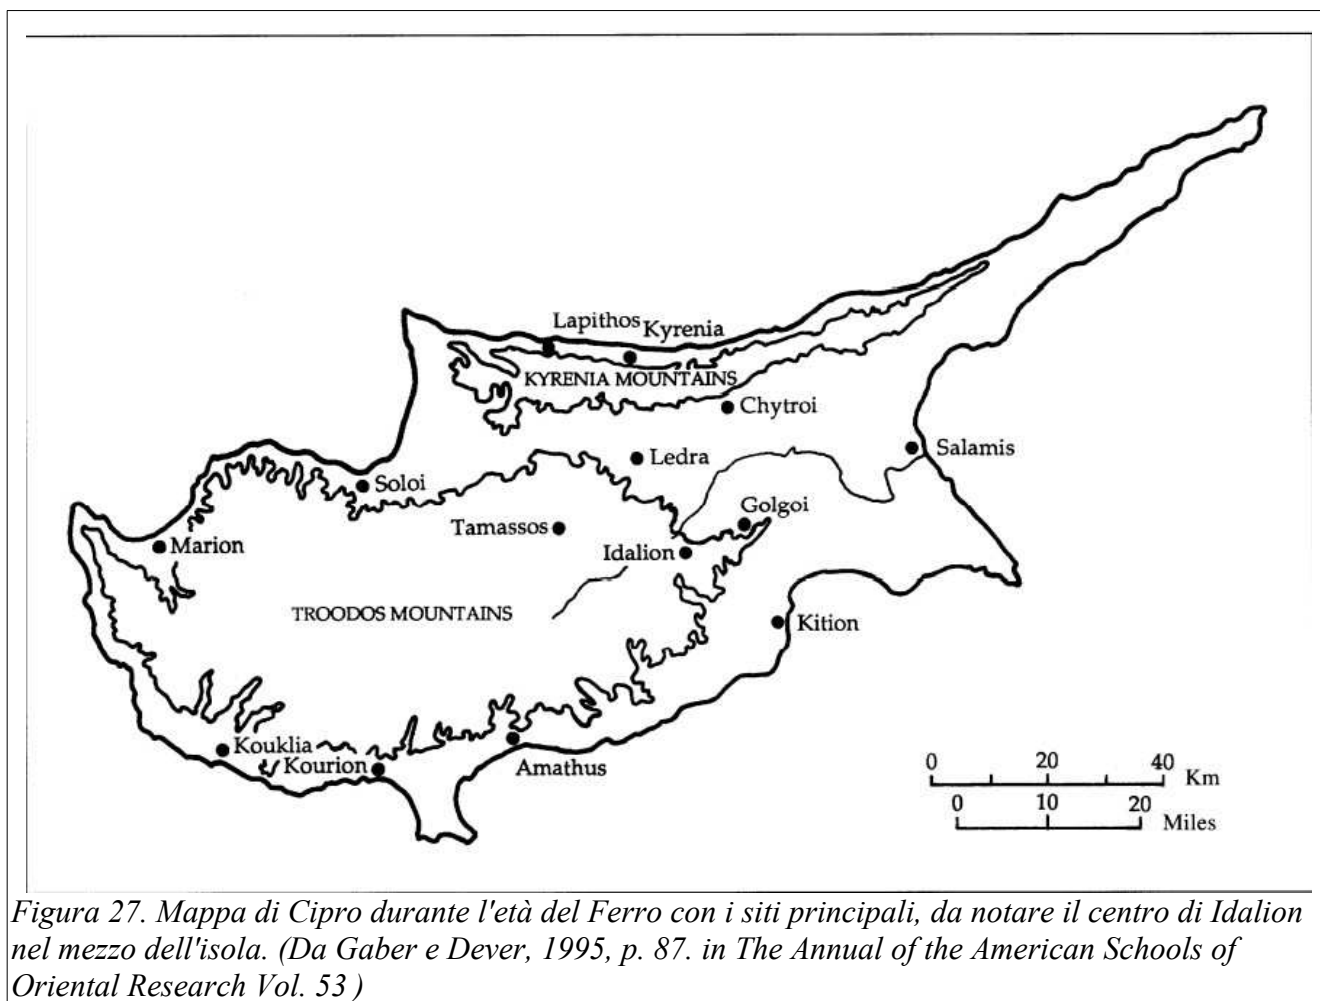 Lapithos Kyrenia
KYRENIA MOUNTAINS
Chytroi
Ledra
Salamis
Soloi
Golgoi
Tamassos
Marion
Idalion
TROODOS MOUNTAINS
Kition
Kouklia
Kourion
Amathus
0 20 40
Km
0 10 20
Miles
Figura 27. Mappa di Cipro durante l'età del Ferro con i siti principali, da notare il centro di Idalion
nel mezzo dell'isola. (Da Gaber e Dever, 1995, p. 87. in The Annual of the American Schools of
Oriental Research Vol. 53 )